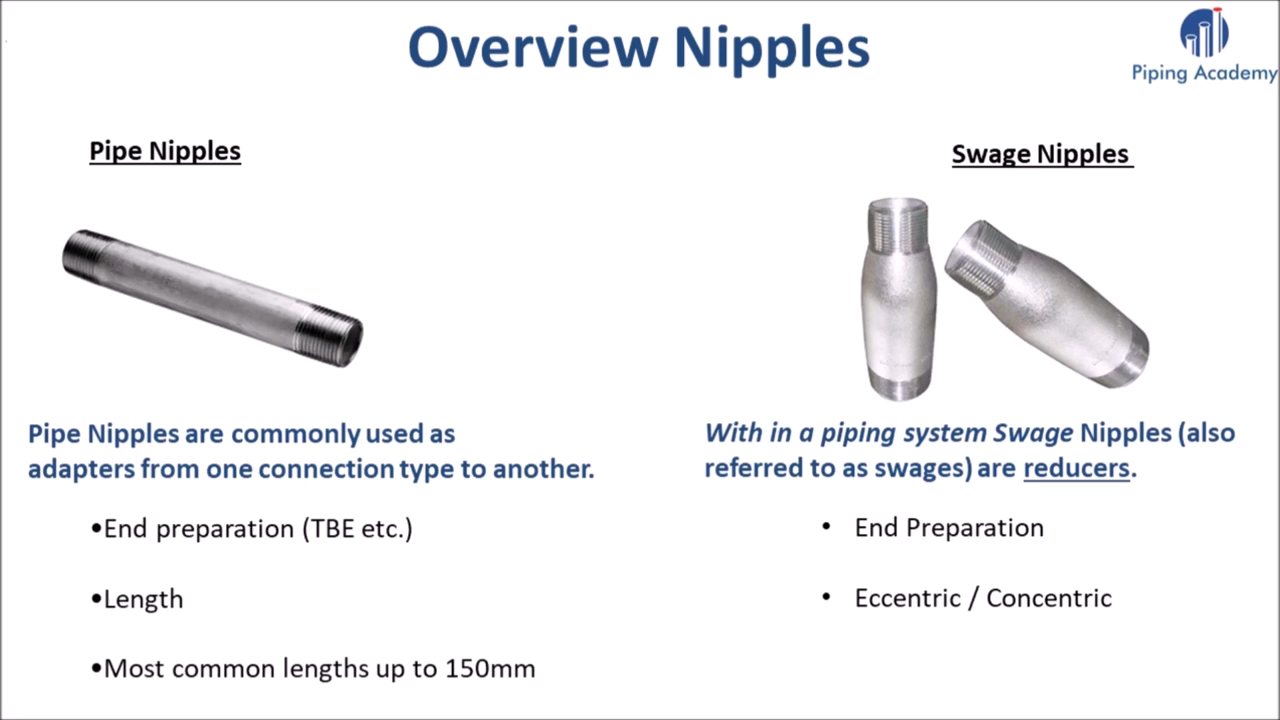 Overview Nipples
Piping Academy
Pipe Nipples
Swage Nipples
Pipe Nipples are commonly used as
adapters from one connection type to another.
•End preparation (TBE etc.)
•Length
•Most common lengths up to 150mm
With in a piping system Swage Nipples (also
referred to as swages) are reducers.
• End Preparation
• Eccentric / Concentric